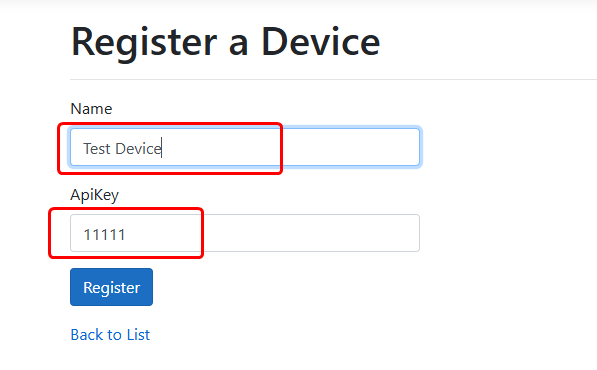 Register a Device
Name
Test Device
ApiKey
11111
Register
Back to List